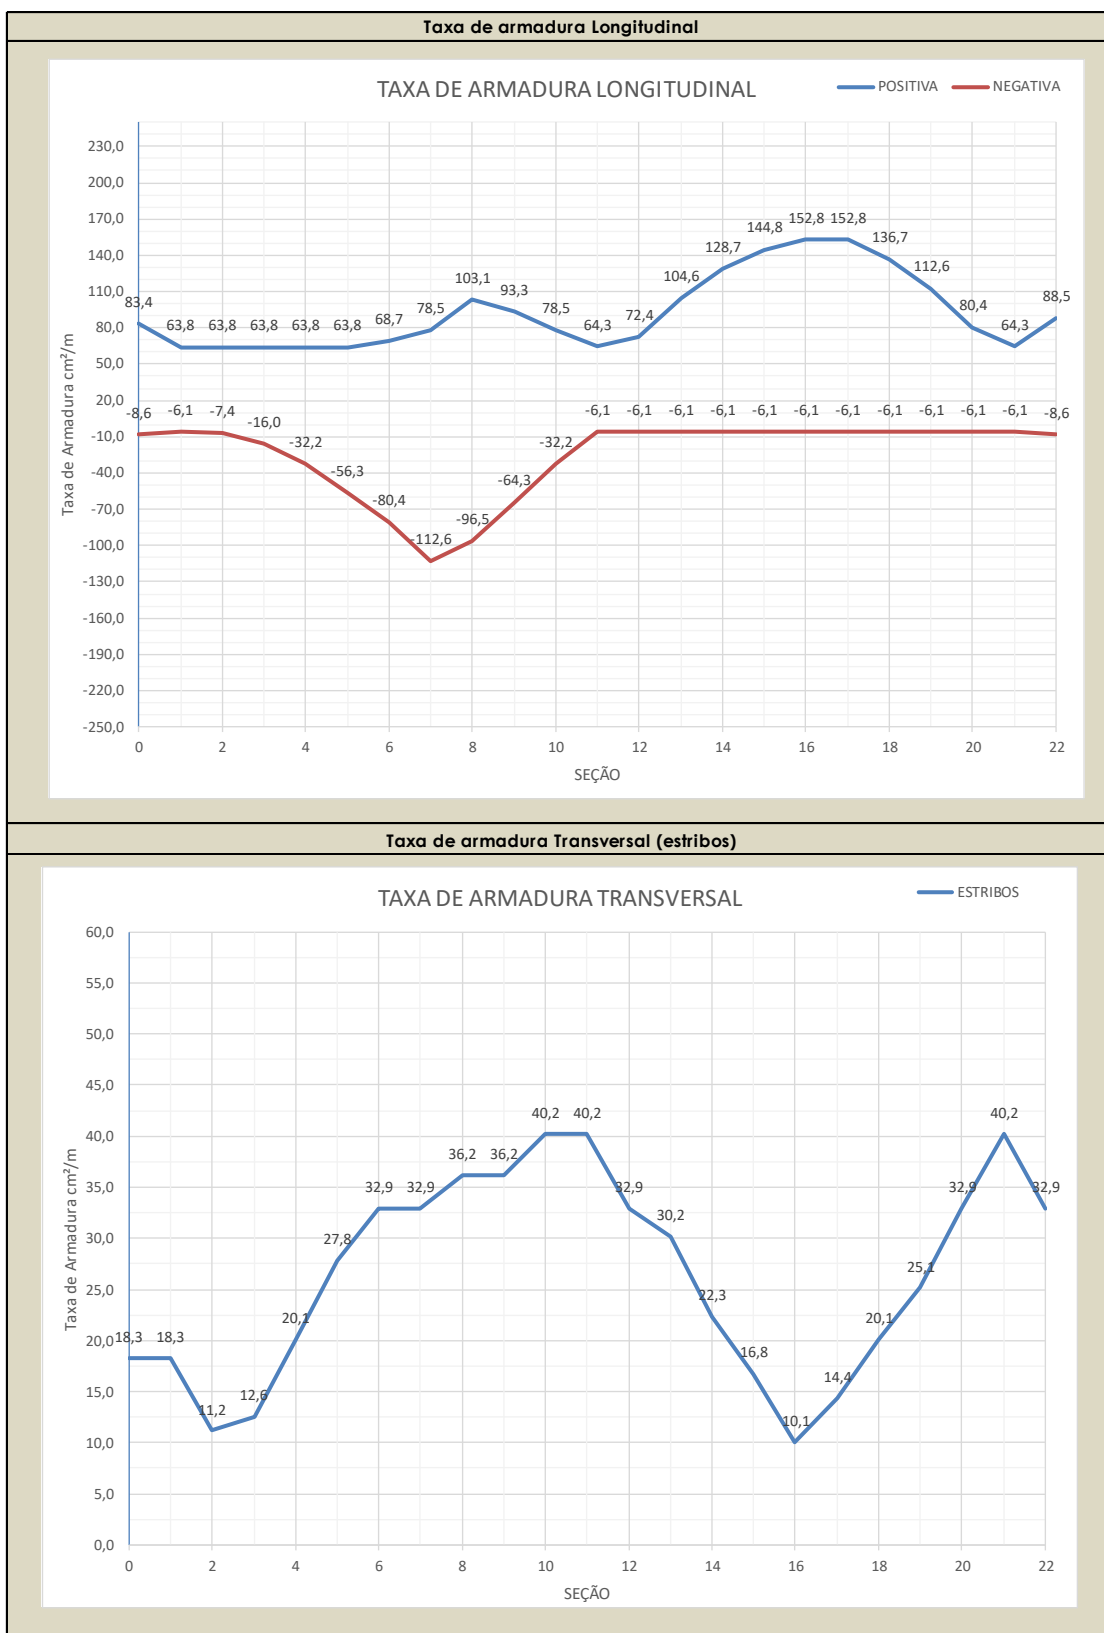 Taxa de armadura Longitudinal
TAXA DE ARMADURA LONGITUDINAL
POSITIVA NEGATIVA
230,0
200,0
170,0
140,0
110,0
80,0
50,0
20,0
-10,0
-40,0
-70,0
-100,0
-130,0
-160,0
-190,0
-220,0
-250,0
Taxa de Armadura cm²/m
83,4 63,8 63,8 63,8 63,8 63,8 68,7 78,5 103,1 93,3 78,5 64,3 72,4 104,6 128,7 144,8 152,8 152,8 136,7 112,6 80,4 64,3 88,5
-8,6 -6,1 -7,4 -16,0 -32,2 -56,3 -80,4 -112,6 -96,5 -64,3 -32,2 -6,1 -6,1 -6,1 -6,1 -6,1 -6,1 -6,1 -6,1 -6,1 -6,1 -6,1 -8,6
0 2 4 6 8 10 12 14 16 18 20 22
SEÇÃO
Taxa de armadura Transversal (estribos)
TAXA DE ARMADURA TRANSVERSAL
ESTRIBOS
60,0
55,0
50,0
45,0
40,0
35,0
30,0
25,0
20,0
15,0
10,0
5,0
0,0
Taxa de Armadura cm²/m
18,3 18,3 11,2 12,6 20,1 27,8 32,9 32,9 36,2 36,2 40,2 40,2 32,9 30,2 22,3 16,8 10,1 14,4 20,1 25,1 32,9 40,2 32,9
0 2 4 6 8 10 12 14 16 18 20 22
SEÇÃO